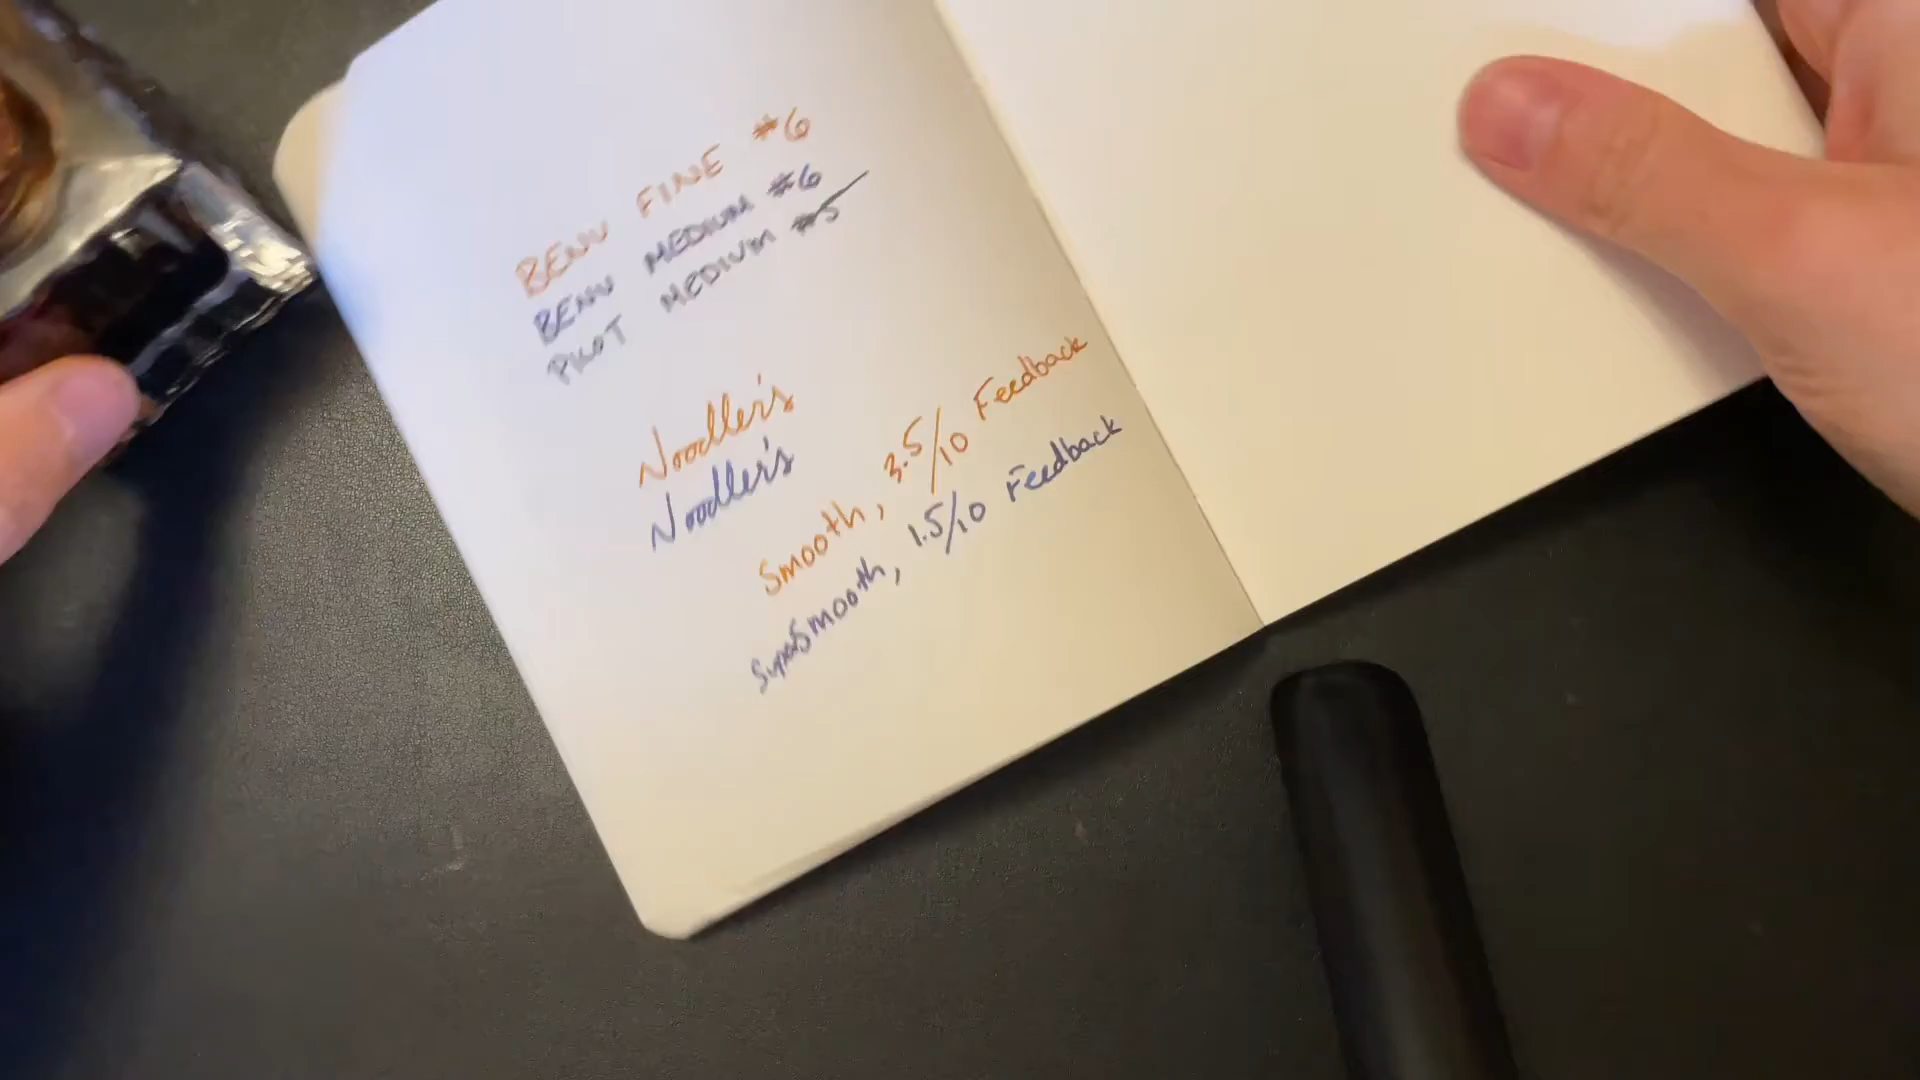 BENU FINE #6
BENU MEDIUM #6
PILOT MEDIUM #5
Noodler's
Noodler's
Smooth, 3.5/10 Feedback
SuperSmooth, 1.5/10 Feedback